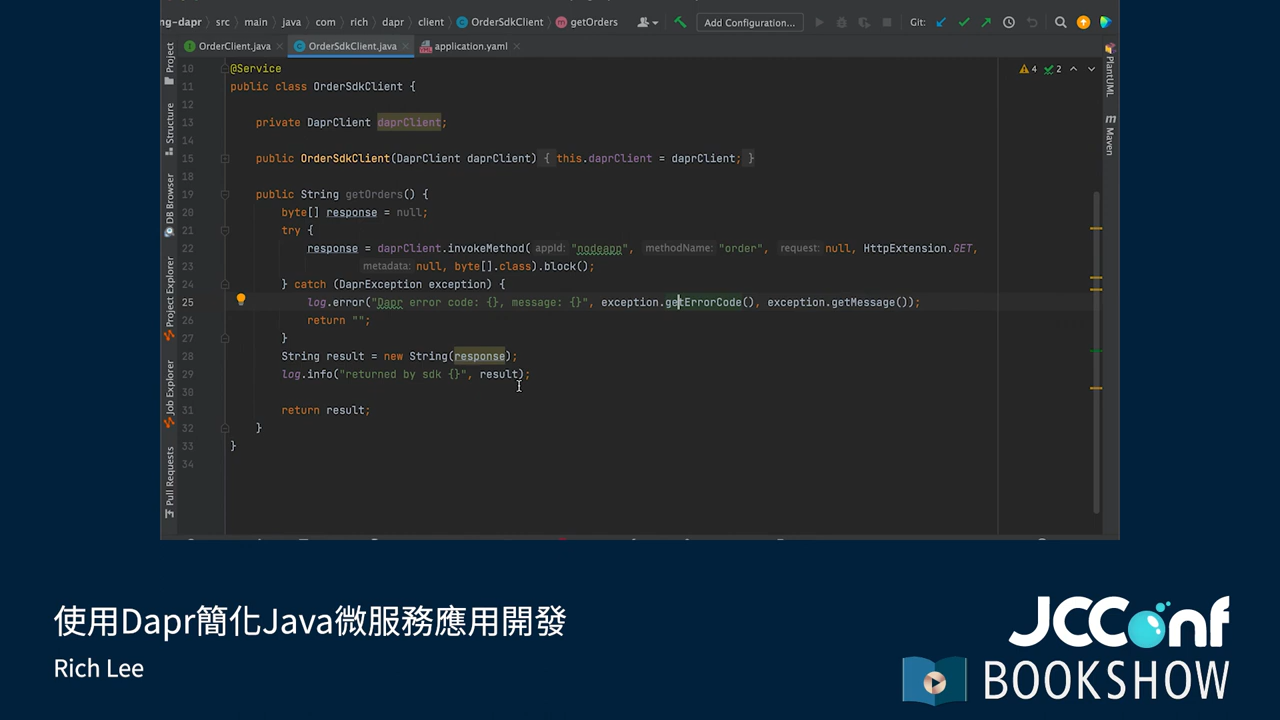 ng-dapr › src › main › java › com › rich › dapr › client › OrderSdkClient › getOrders Add Configuration... Git:
OrderClient.java OrderSdkClient.java application.yaml
Project
Structure
DB Browser
Project Explorer
Job Explorer
Pull Requests
PlantUML
Maven
4 2
10 @Service
11 public class OrderSdkClient {
12
13 private DaprClient daprClient;
14
15 public OrderSdkClient(DaprClient daprClient) { this.daprClient = daprClient; }
18
19 public String getOrders() {
20 byte[] response = null;
21 try {
22 response = daprClient.invokeMethod( appId: "nodeapp", methodName: "order", request: null, HttpExtension.GET,
23 metadata: null, byte[].class).block();
24 } catch (DaprException exception) {
25 log.error("Dapr error code: {}, message: {}", exception.getErrorCode(), exception.getMessage());
26 return "";
27 }
28 String result = new String(response);
29 log.info("returned by sdk {}", result);
30
31 return result;
32 }
33 }
34
使用Dapr簡化Java微服務應用開發
Rich Lee
JCConf
BOOKSHOW